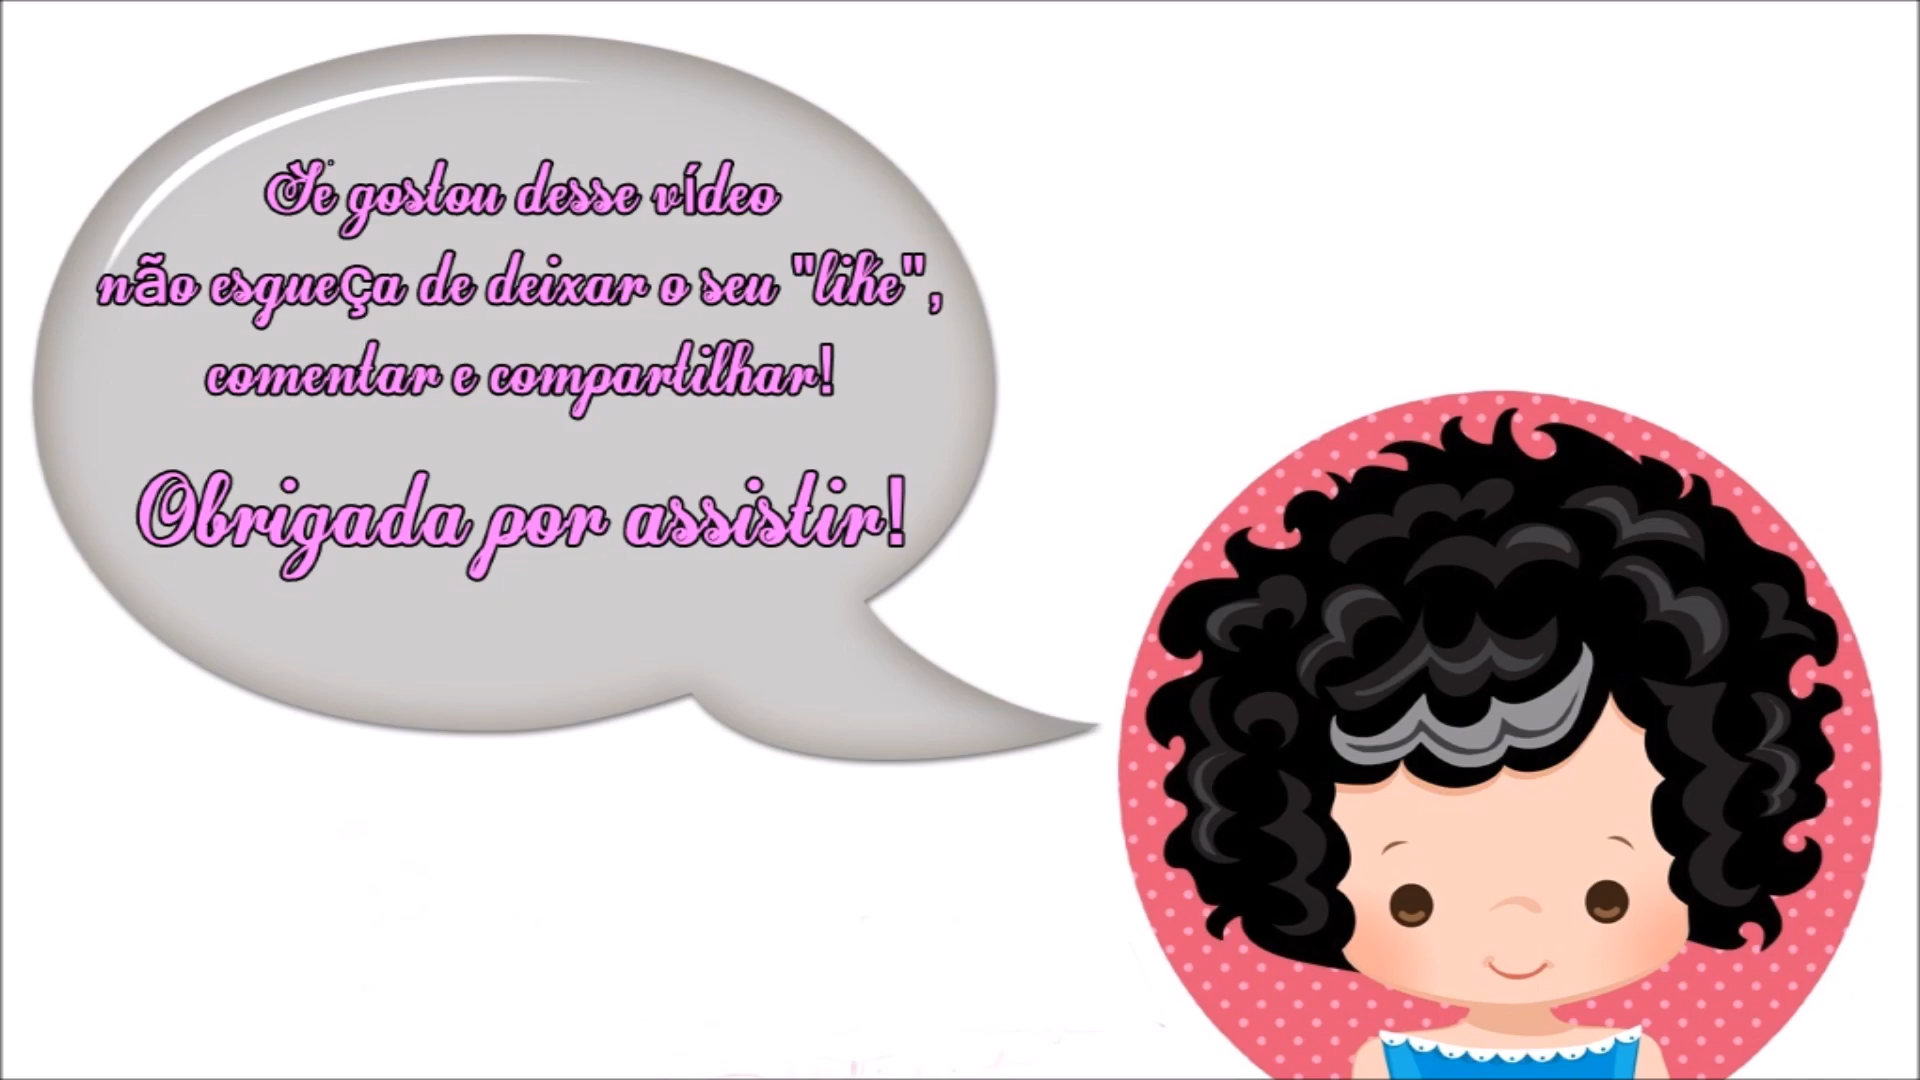 Se gostou desse vídeo
não esqueça de deixar o seu "like",
comentar e compartilhar!
Obrigada por assistir!